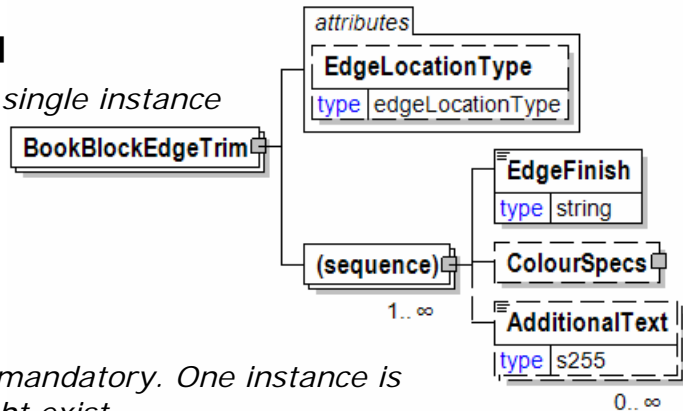 attributes
EdgeLocationType
type edgeLocationType
single instance
BookBlockEdgeTrim
EdgeFinish
type string
(sequence)
1.. ∞
ColourSpecs
AdditionalText
type s255
0.. ∞
mandatory. One instance is
exist